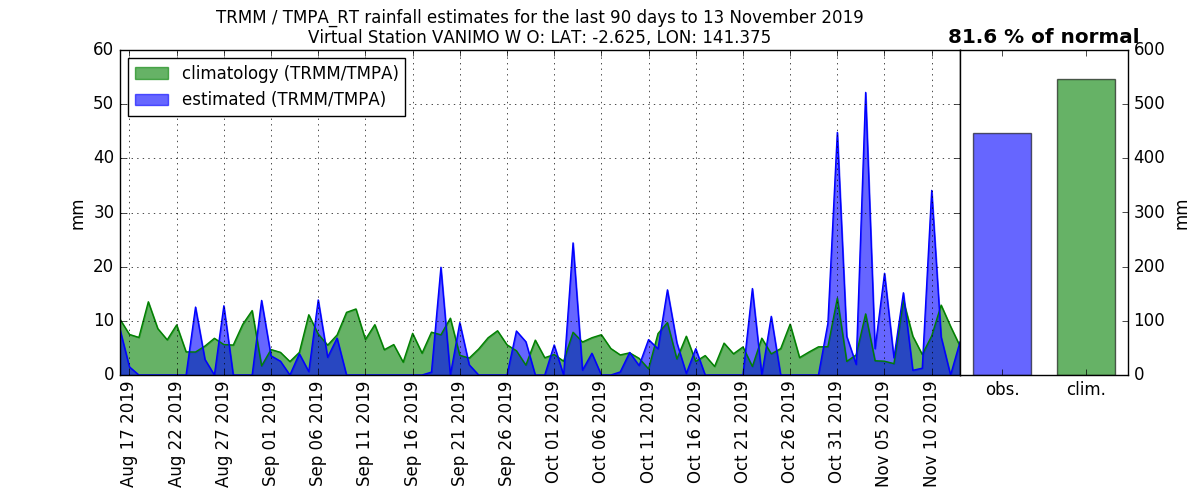 TRMM / TMPA_RT rainfall estimates for the last 90 days to 13 November 2019
Virtual Station VANIMO W O: LAT: -2.625, LON: 141.375
81.6 % of normal
climatology (TRMM/TMPA)
estimated (TRMM/TMPA)
60
50
40
30
20
10
0
mm
Aug 17 2019
Aug 22 2019
Aug 27 2019
Sep 01 2019
Sep 06 2019
Sep 11 2019
Sep 16 2019
Sep 21 2019
Sep 26 2019
Oct 01 2019
Oct 06 2019
Oct 11 2019
Oct 16 2019
Oct 21 2019
Oct 26 2019
Oct 31 2019
Nov 05 2019
Nov 10 2019
obs.
clim.
600
500
400
300
200
100
0
mm